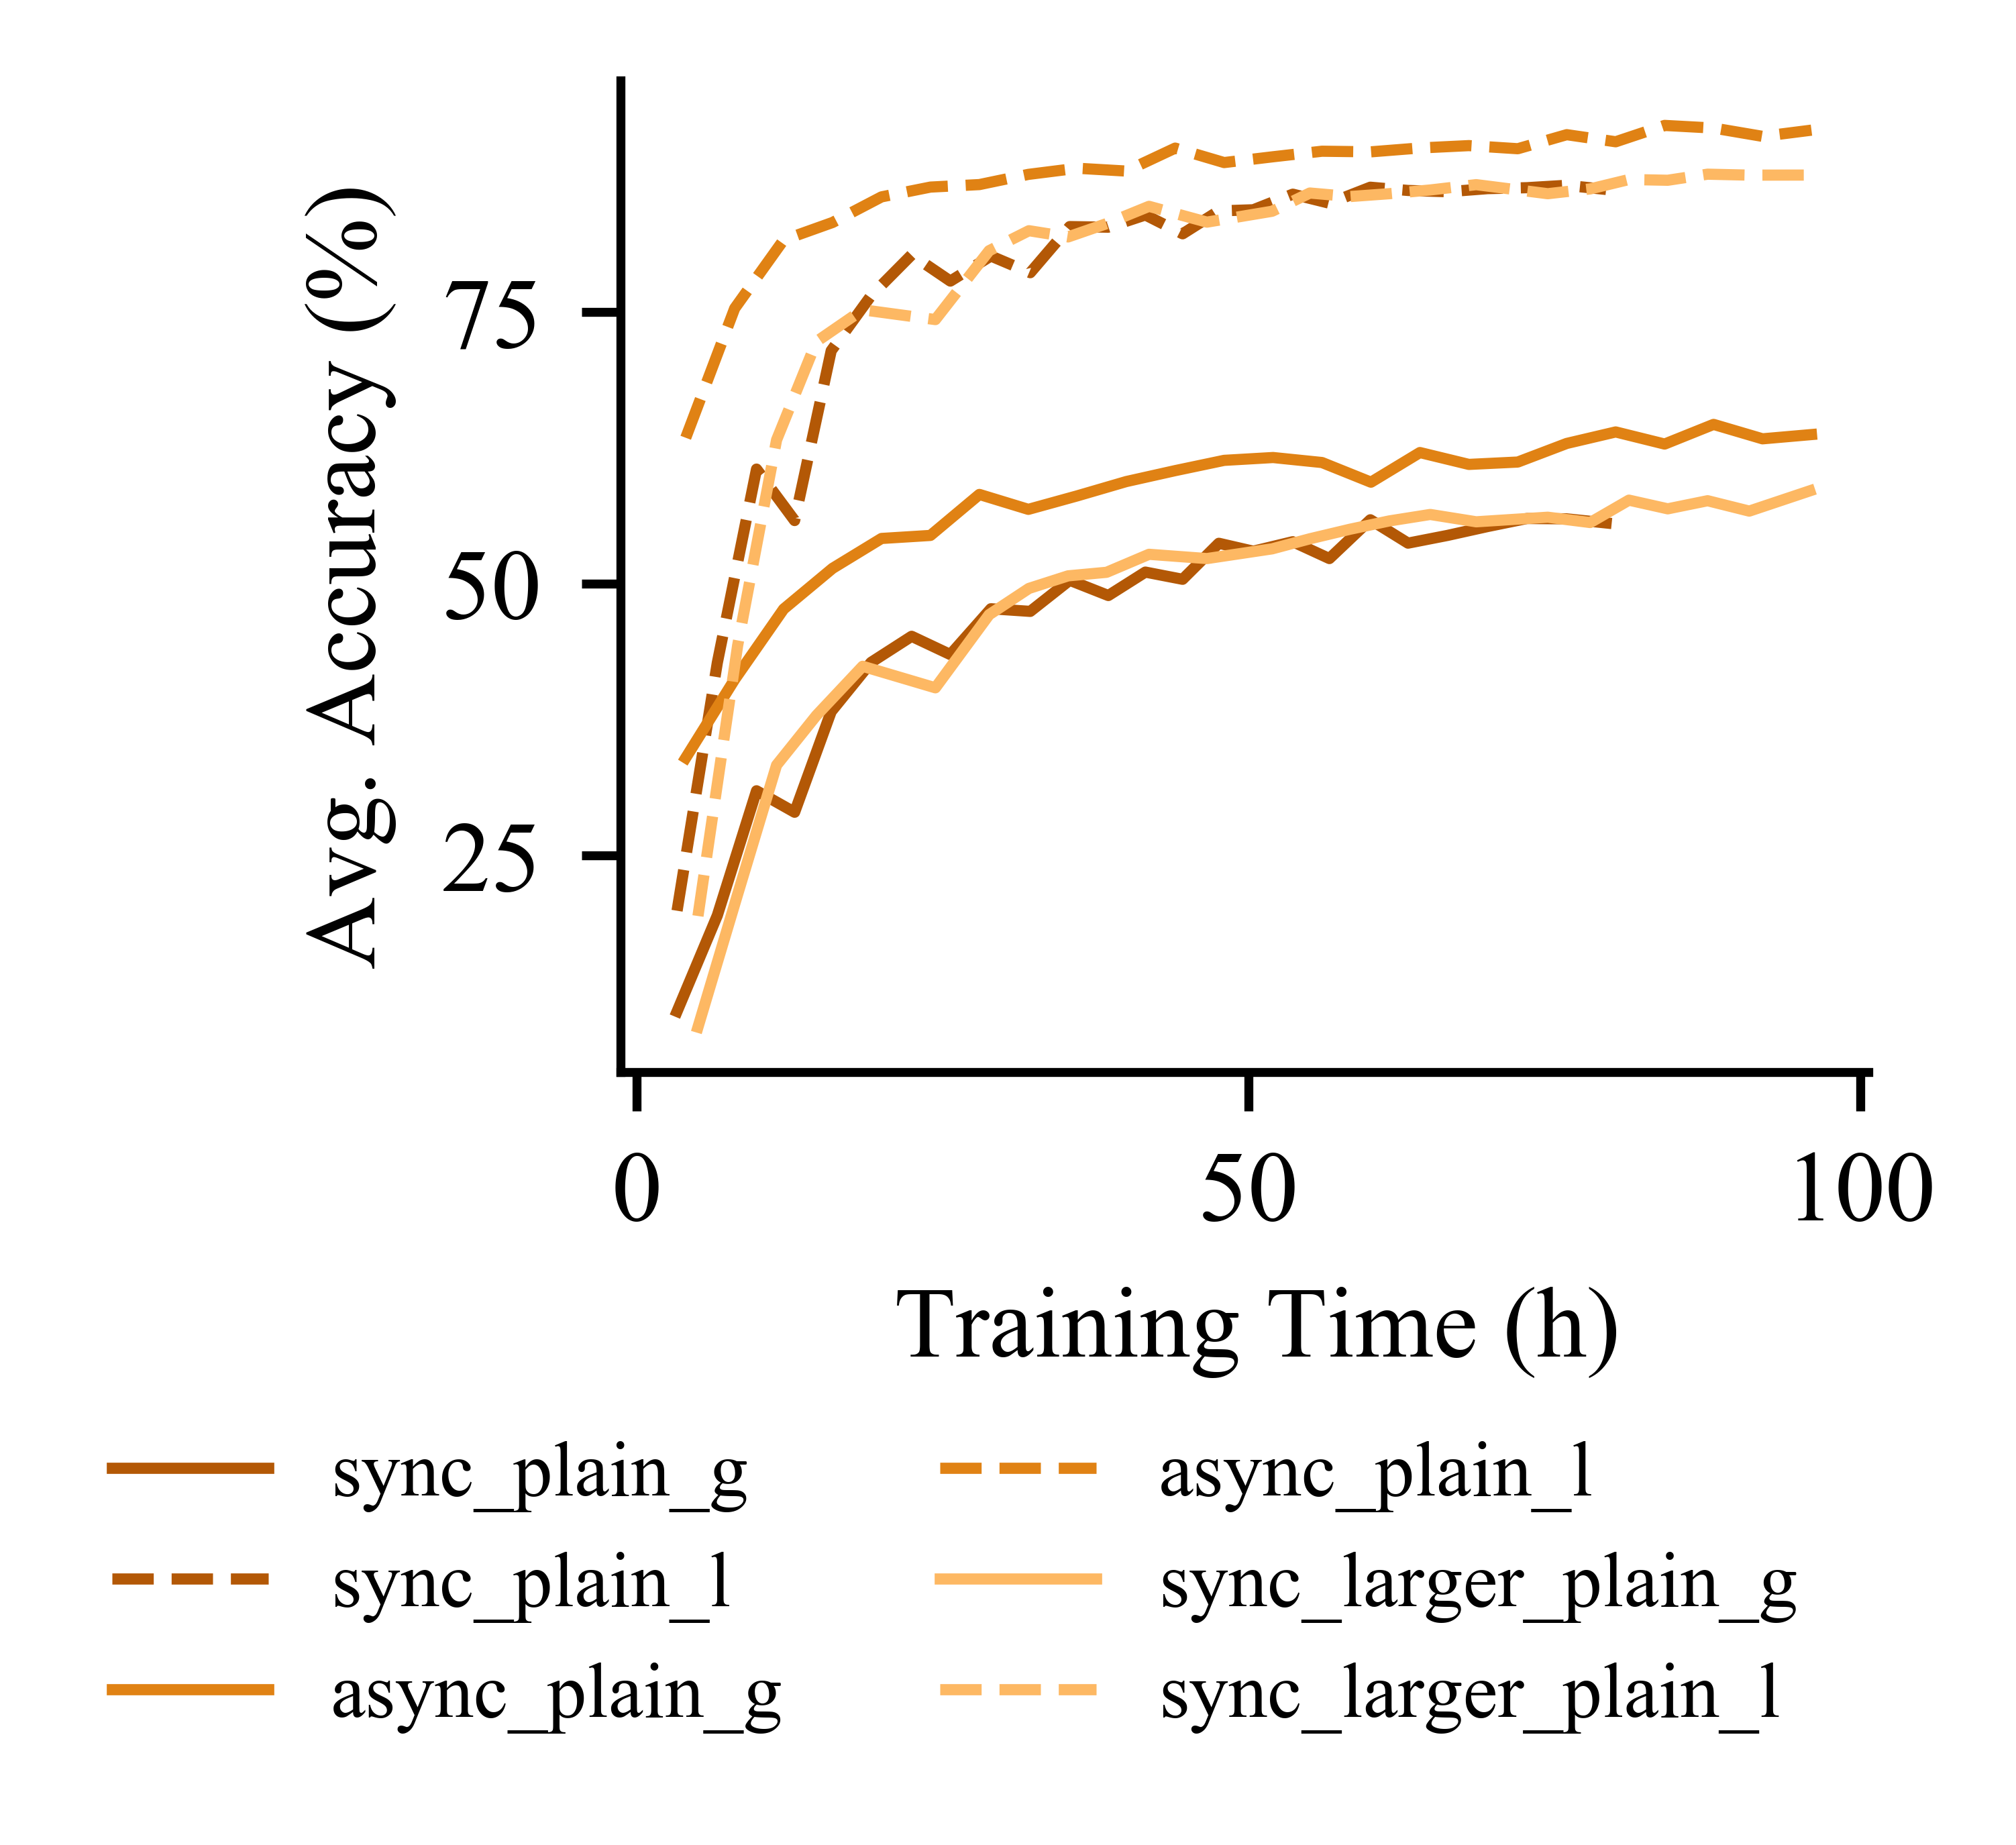 Avg. Accuracy (%)
75
50
25
0
50
100
Training Time (h)
sync_plain_g
sync_plain_l
async_plain_g
async_plain_l
sync_larger_plain_g
sync_larger_plain_l